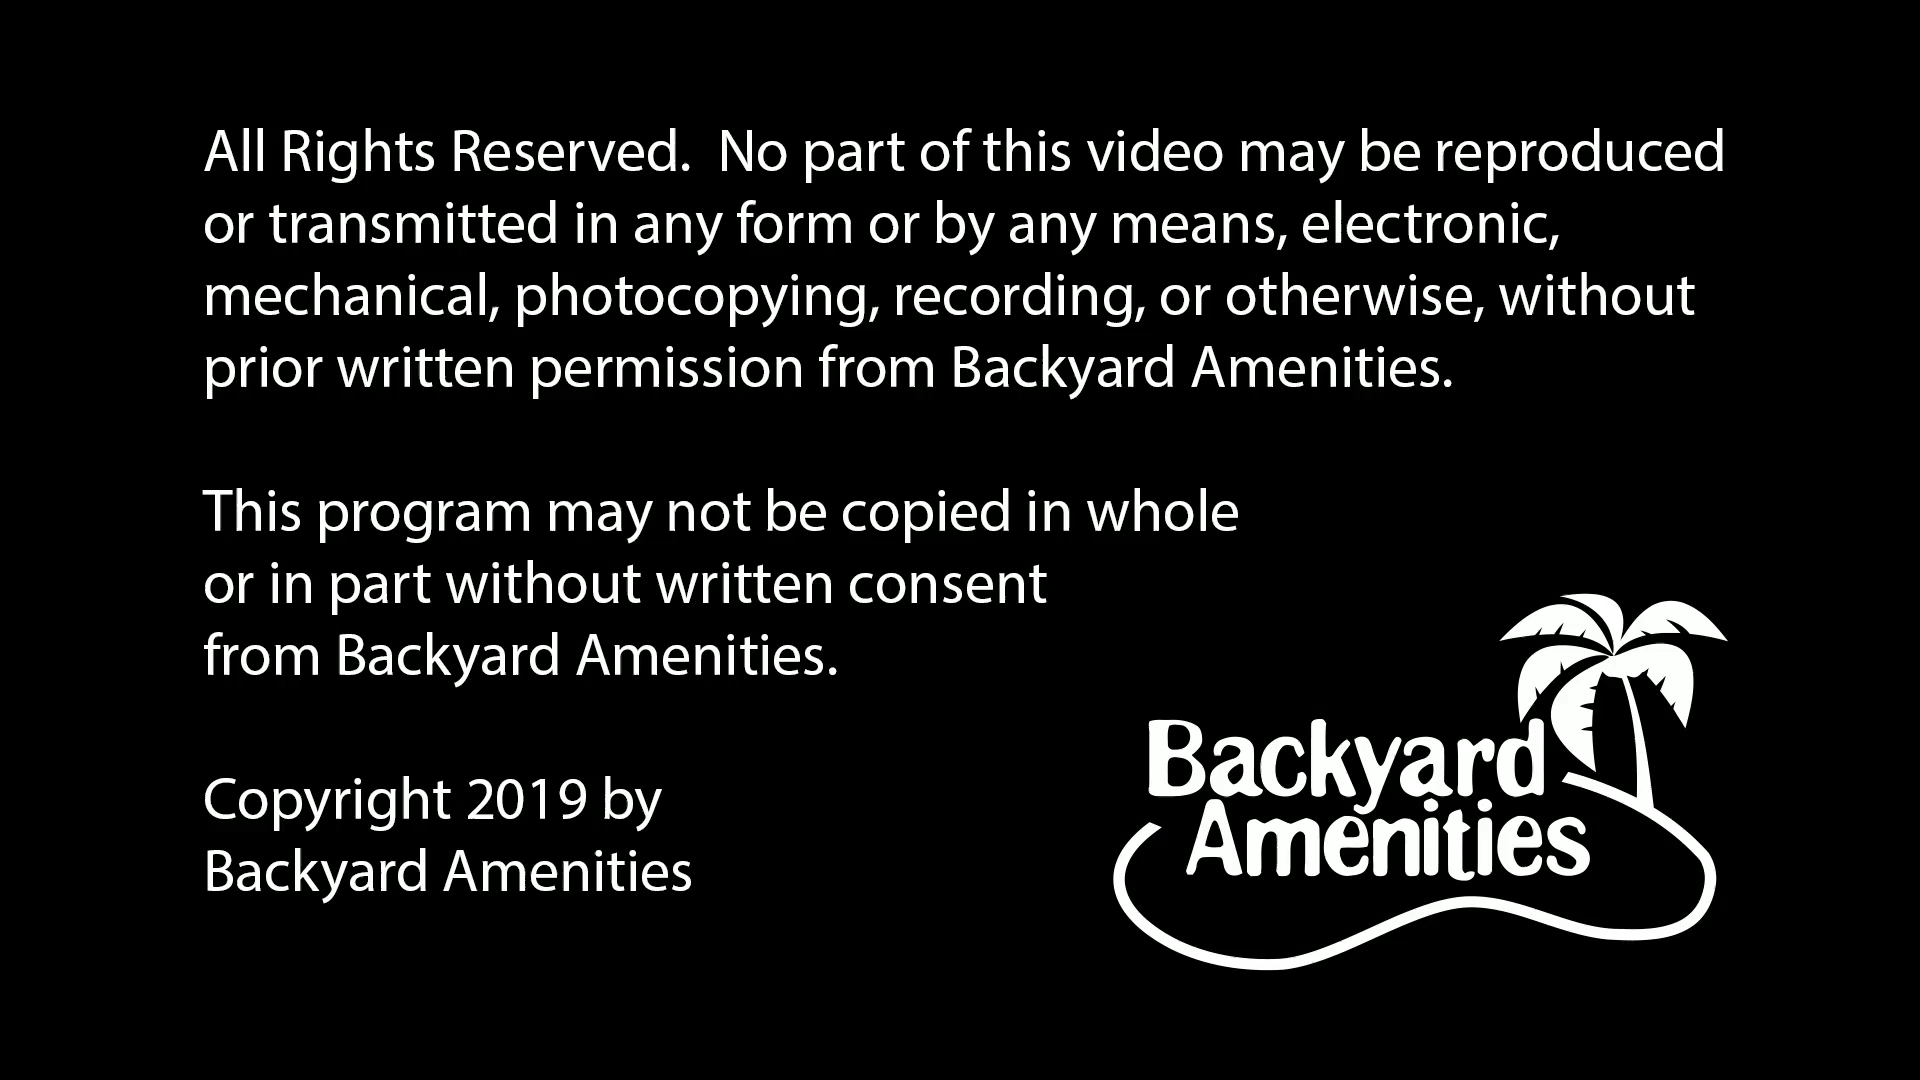 All Rights Reserved.  No part of this video may be reproduced
or transmitted in any form or by any means, electronic,
mechanical, photocopying, recording, or otherwise, without
prior written permission from Backyard Amenities.
This program may not be copied in whole
or in part without written consent
from Backyard Amenities.
Copyright 2019 by
Backyard Amenities
Backyard
Amenities